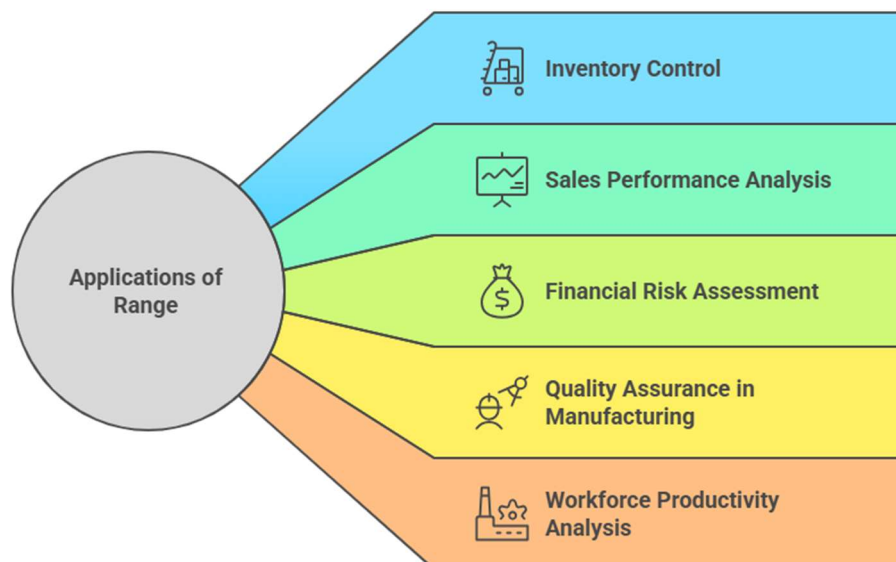 Applications of
Range
Inventory Control
Sales Performance Analysis
Financial Risk Assessment
Quality Assurance in
Manufacturing
Workforce Productivity
Analysis